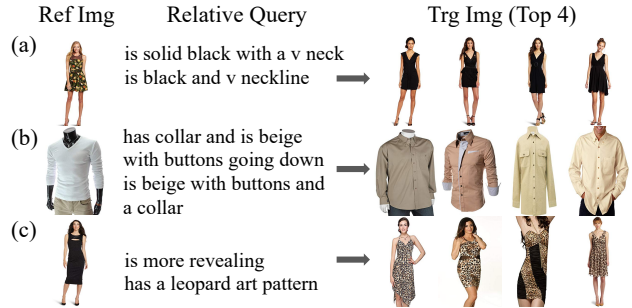 Ref Img Relative Query Trg Img (Top 4)
(a)
is solid black with a v neck
is black and v neckline
(b)
has collar and is beige
with buttons going down
is beige with buttons and
a collar
(c)
is more revealing
has a leopard art pattern